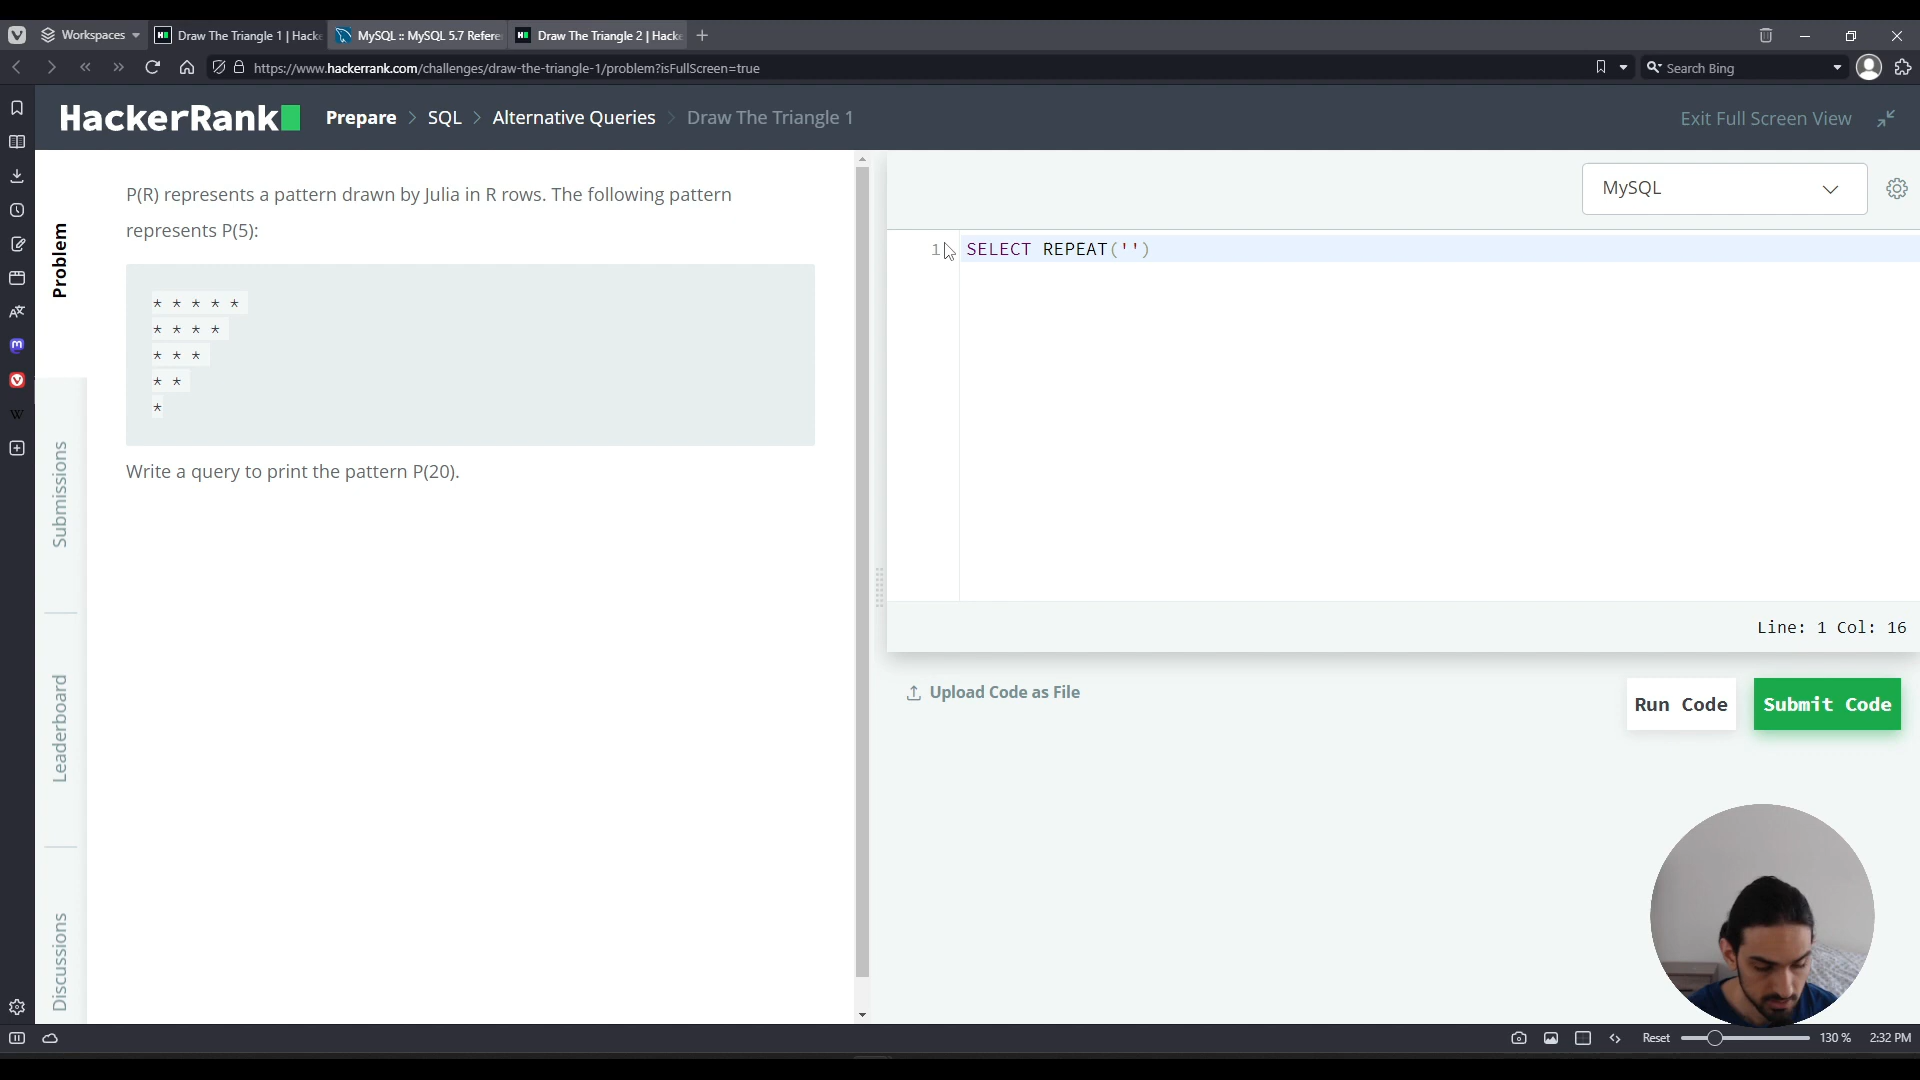 Workspaces
Draw The Triangle 1 | Hacke
MySQL :: MySQL 5.7 Refere
Draw The Triangle 2 | Hacke
https://www.hackerrank.com/challenges/draw-the-triangle-1/problem?isFullScreen=true
Search Bing
HackerRank
Prepare > SQL > Alternative Queries > Draw The Triangle 1
Exit Full Screen View
Problem
Submissions
Leaderboard
Discussions
P(R) represents a pattern drawn by Julia in R rows. The following pattern
represents P(5):
* * * * *
* * * *
* * *
* *
*
Write a query to print the pattern P(20).
MySQL
1 SELECT REPEAT('')
Line: 1 Col: 16
Upload Code as File
Run Code
Submit Code
Reset
130 %
2:32 PM